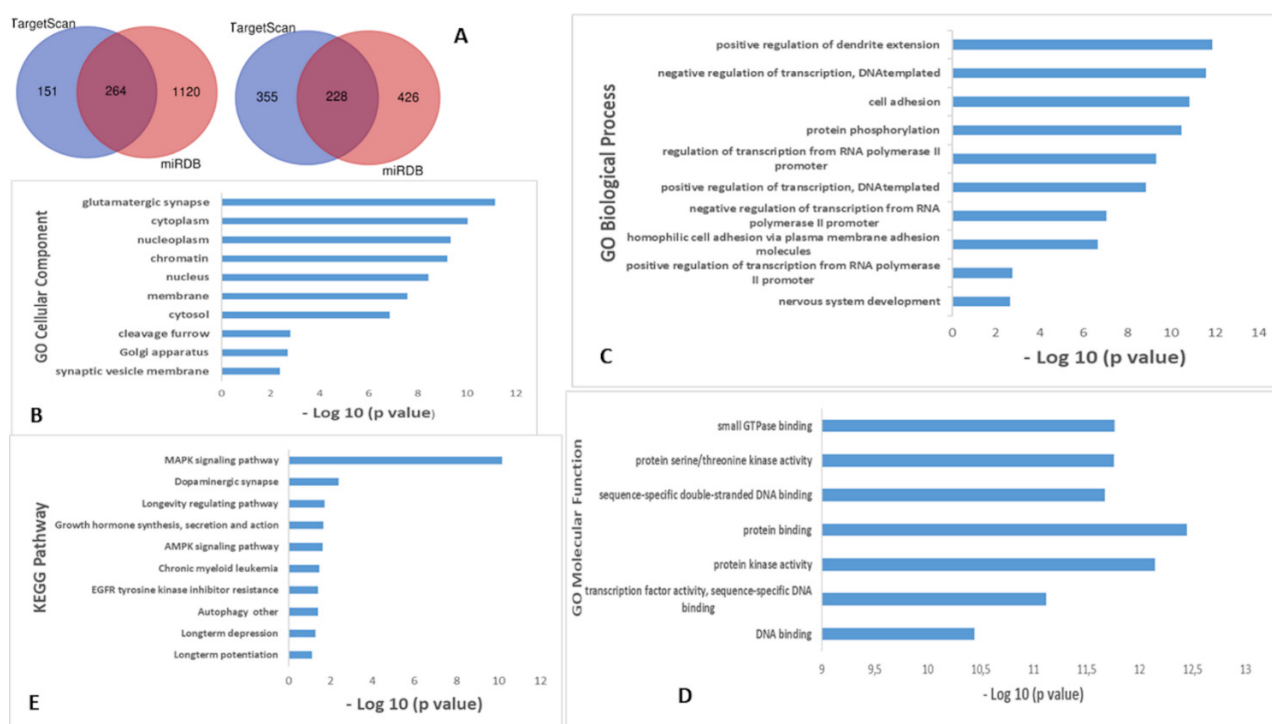 TargetScan
151
264
1120
miRDB
TargetScan
355
228
426
miRDB
A
GO Cellular Component
glutamatergic synapse
cytoplasm
nucleoplasm
chromatin
nucleus
membrane
cytosol
cleavage furrow
Golgi apparatus
synaptic vesicle membrane
0 2 4 6 8 10 12
- Log 10 (p value)
B
GO Biological Process
positive regulation of dendrite extension
negative regulation of transcription, DNAtemplated
cell adhesion
protein phosphorylation
regulation of transcription from RNA polymerase II
promoter
positive regulation of transcription, DNAtemplated
negative regulation of transcription from RNA
polymerase II promoter
homophilic cell adhesion via plasma membrane adhesion
molecules
positive regulation of transcription from RNA polymerase
II promoter
nervous system development
0 2 4 6 8 10 12 14
- Log 10 (p value)
C
GO Molecular Function
small GTPase binding
protein serine/threonine kinase activity
sequence-specific double-stranded DNA binding
protein binding
protein kinase activity
transcription factor activity, sequence-specific DNA
binding
DNA binding
9 9,5 10 10,5 11 11,5 12 12,5 13
- Log 10 (p value)
D
KEGG Pathway
MAPK signaling pathway
Dopaminergic synapse
Longevity regulating pathway
Growth hormone synthesis, secretion and action
AMPK signaling pathway
Chronic myeloid leukemia
EGFR tyrosine kinase inhibitor resistance
Autophagy other
Longterm depression
Longterm potentiation
0 2 4 6 8 10 12
- Log 10 (p value)
E